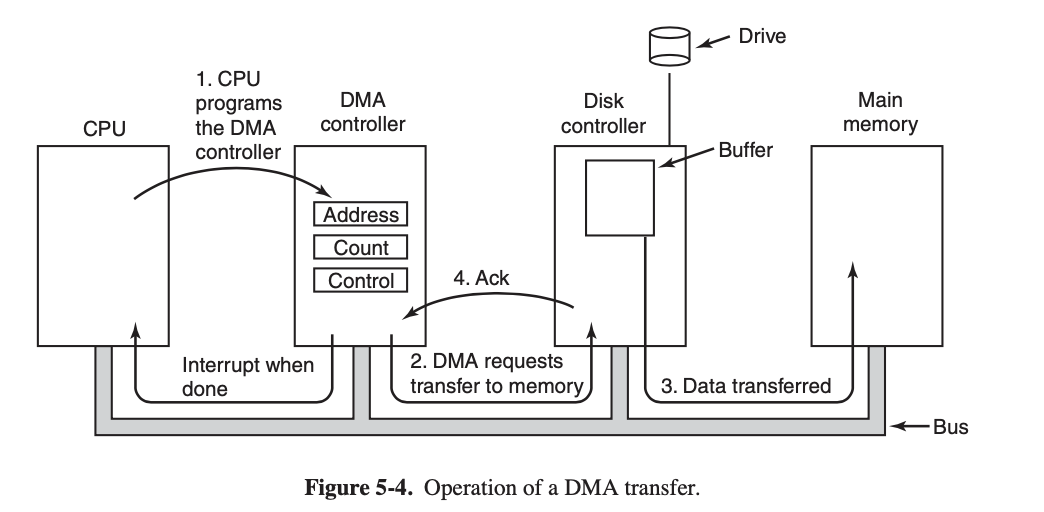 Drive
1. CPU
programs
the DMA
controller
CPU
DMA
controller
Disk
controller
Main
memory
Buffer
Address
Count
Control
4. Ack
Interrupt when
done
2. DMA requests
transfer to memory
3. Data transferred
Bus
Figure 5-4. Operation of a DMA transfer.